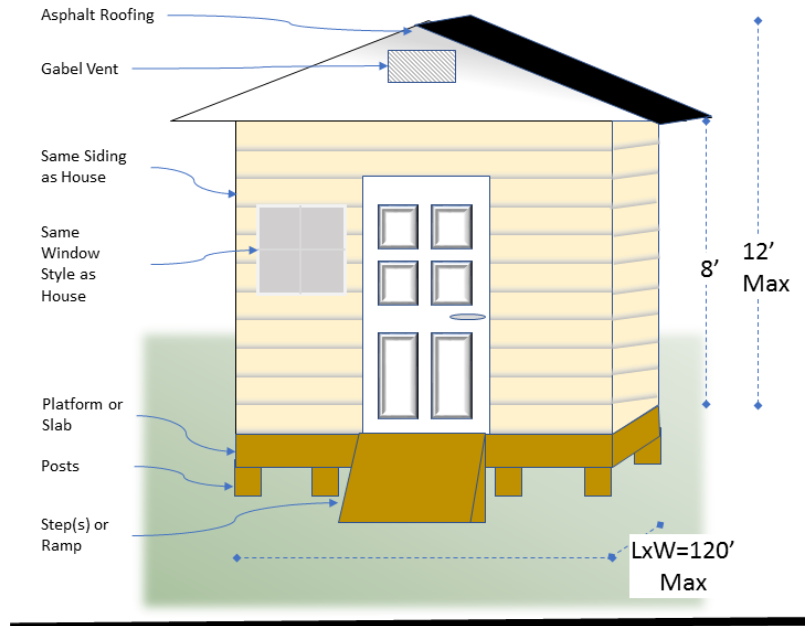 Asphalt Roofing
Gabel Vent
Same Siding
as House
Same
Window
Style as
House
8’
12’
Max
Platform or
Slab
Posts
Step(s) or
Ramp
LxW=120’
Max